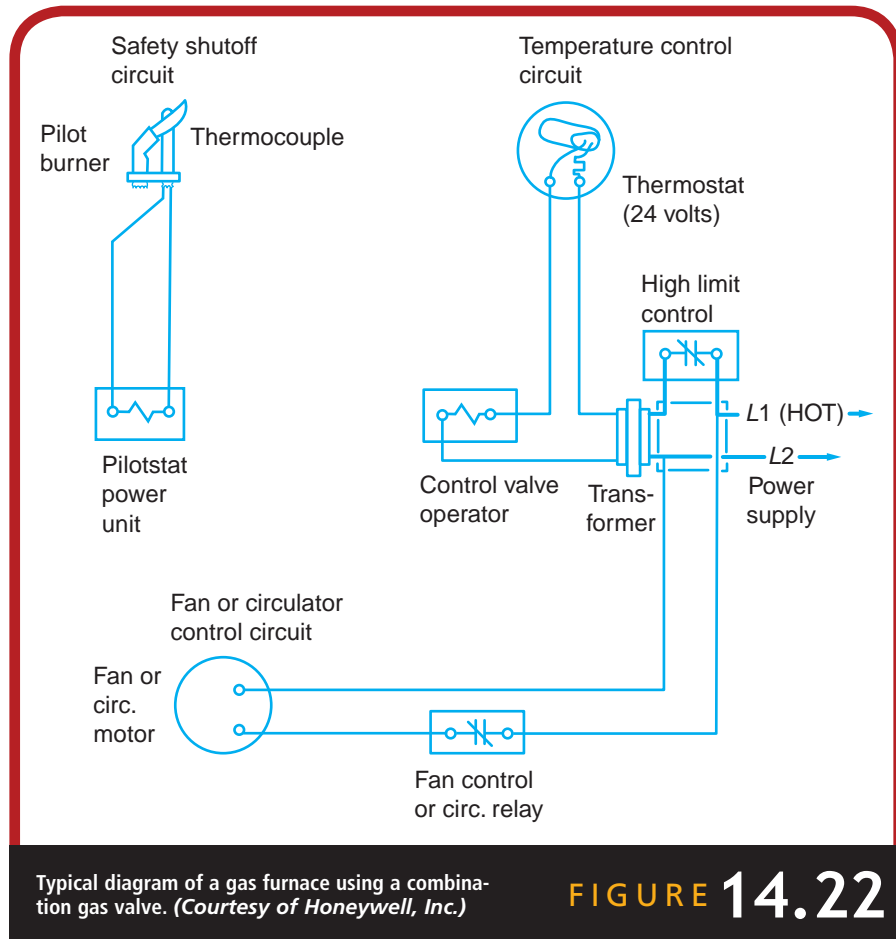 Safety shutoff
circuit
Temperature control
circuit
Pilot
burner
Thermocouple
Thermostat
(24 volts)
High limit
control
L1 (HOT)
L2
Power
supply
Pilotstat
power
unit
Control valve
operator
Trans-
former
Fan or circulator
control circuit
Fan or
circ.
motor
Fan control
or circ. relay
Typical diagram of a gas furnace using a combina-
tion gas valve. (Courtesy of Honeywell, Inc.)
FIGURE 14.22